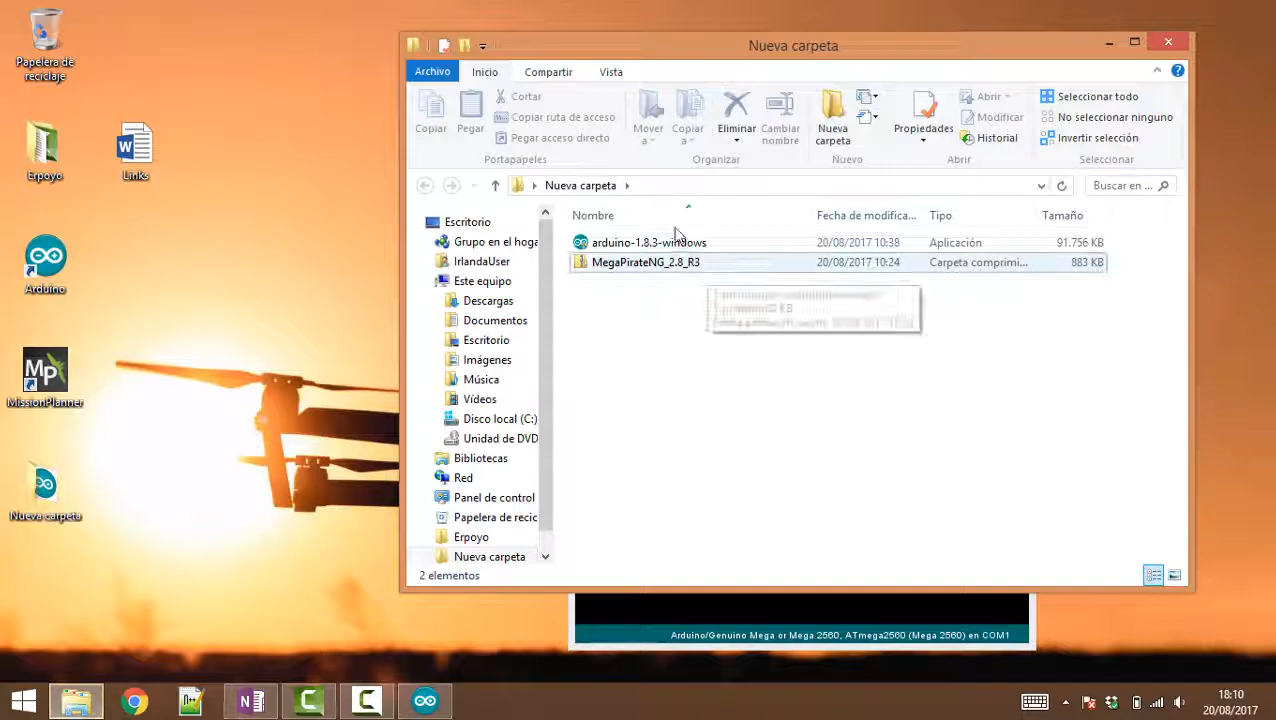 Papelera de
reciclaje
Erpoyo
Links
Arduino
MissionPlanner
Nueva carpeta
Nueva carpeta
Archivo
Inicio
Compartir
Vista
Copiar
Pegar
Cortar
Copiar ruta de acceso
Pegar acceso directo
Portapapeles
Mover
a
Copiar
a
Eliminar
Cambiar
nombre
Organizar
Nueva
carpeta
Nuevo
Propiedades
Abrir
Modificar
Historial
Abrir
Seleccionar todo
No seleccionar ninguno
Invertir selección
Seleccionar
Nueva carpeta
Buscar en ...
Escritorio
Grupo en el hoga
IrlandaUser
Este equipo
Descargas
Documentos
Escritorio
Imágenes
Música
Vídeos
Disco local (C:)
Unidad de DVD
Bibliotecas
Red
Panel de control
Papelera de recic
Erpoyo
Nueva carpeta
Nombre
Fecha de modifica...
Tipo
Tamaño
arduino-1.8.3-windows
20/08/2017 10:38
Aplicación
91.756 KB
MegaPirateNG_2.8_R3
20/08/2017 10:24
Carpeta comprimi...
883 KB
2 elementos
Arduino/Genuino Mega or Mega 2560, ATmega2560 (Mega 2560) en COM1
18:10
20/08/2017